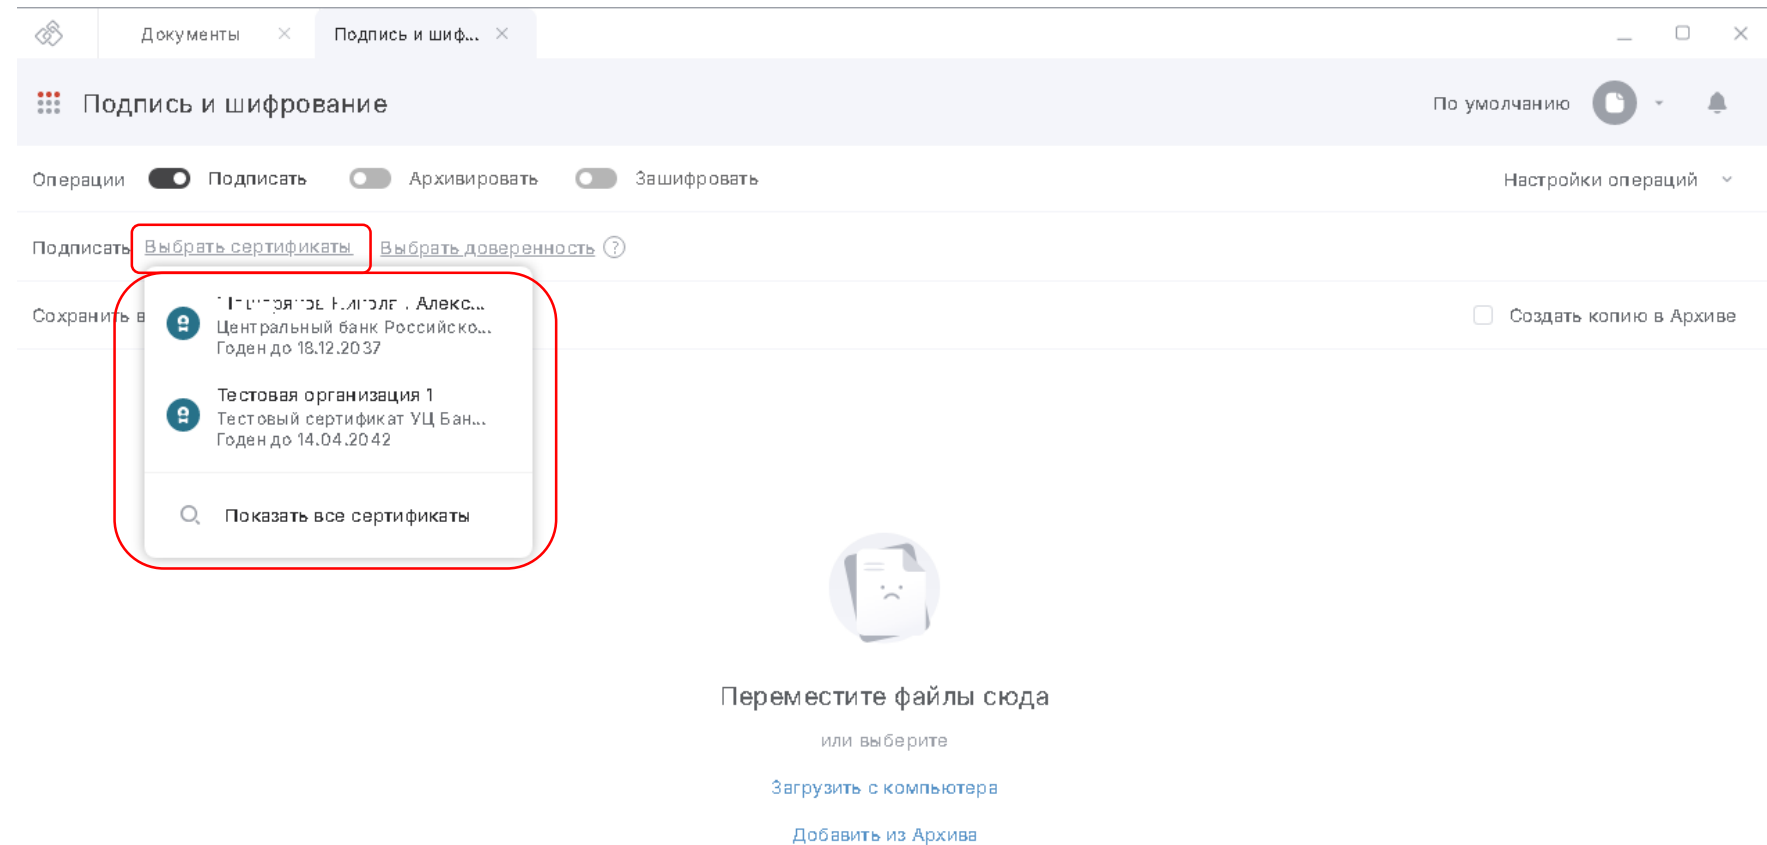 Документы
Подпись и шиф...
Подпись и шифрование
По умолчанию
Операции Подписать Архивировать Зашифровать Настройки операций
Подписать Выбрать сертификаты Выбрать доверенность ?
Сохранить в
Создать копию в Архиве
Алекс...
Центральный банк Российско...
Годен до 18.12.2037
Тестовая организация 1
Тестовый сертификат УЦ Бан...
Годен до 14.04.2042
Показать все сертификаты
Переместите файлы сюда
или выберите
Загрузить с компьютера
Добавить из Архива